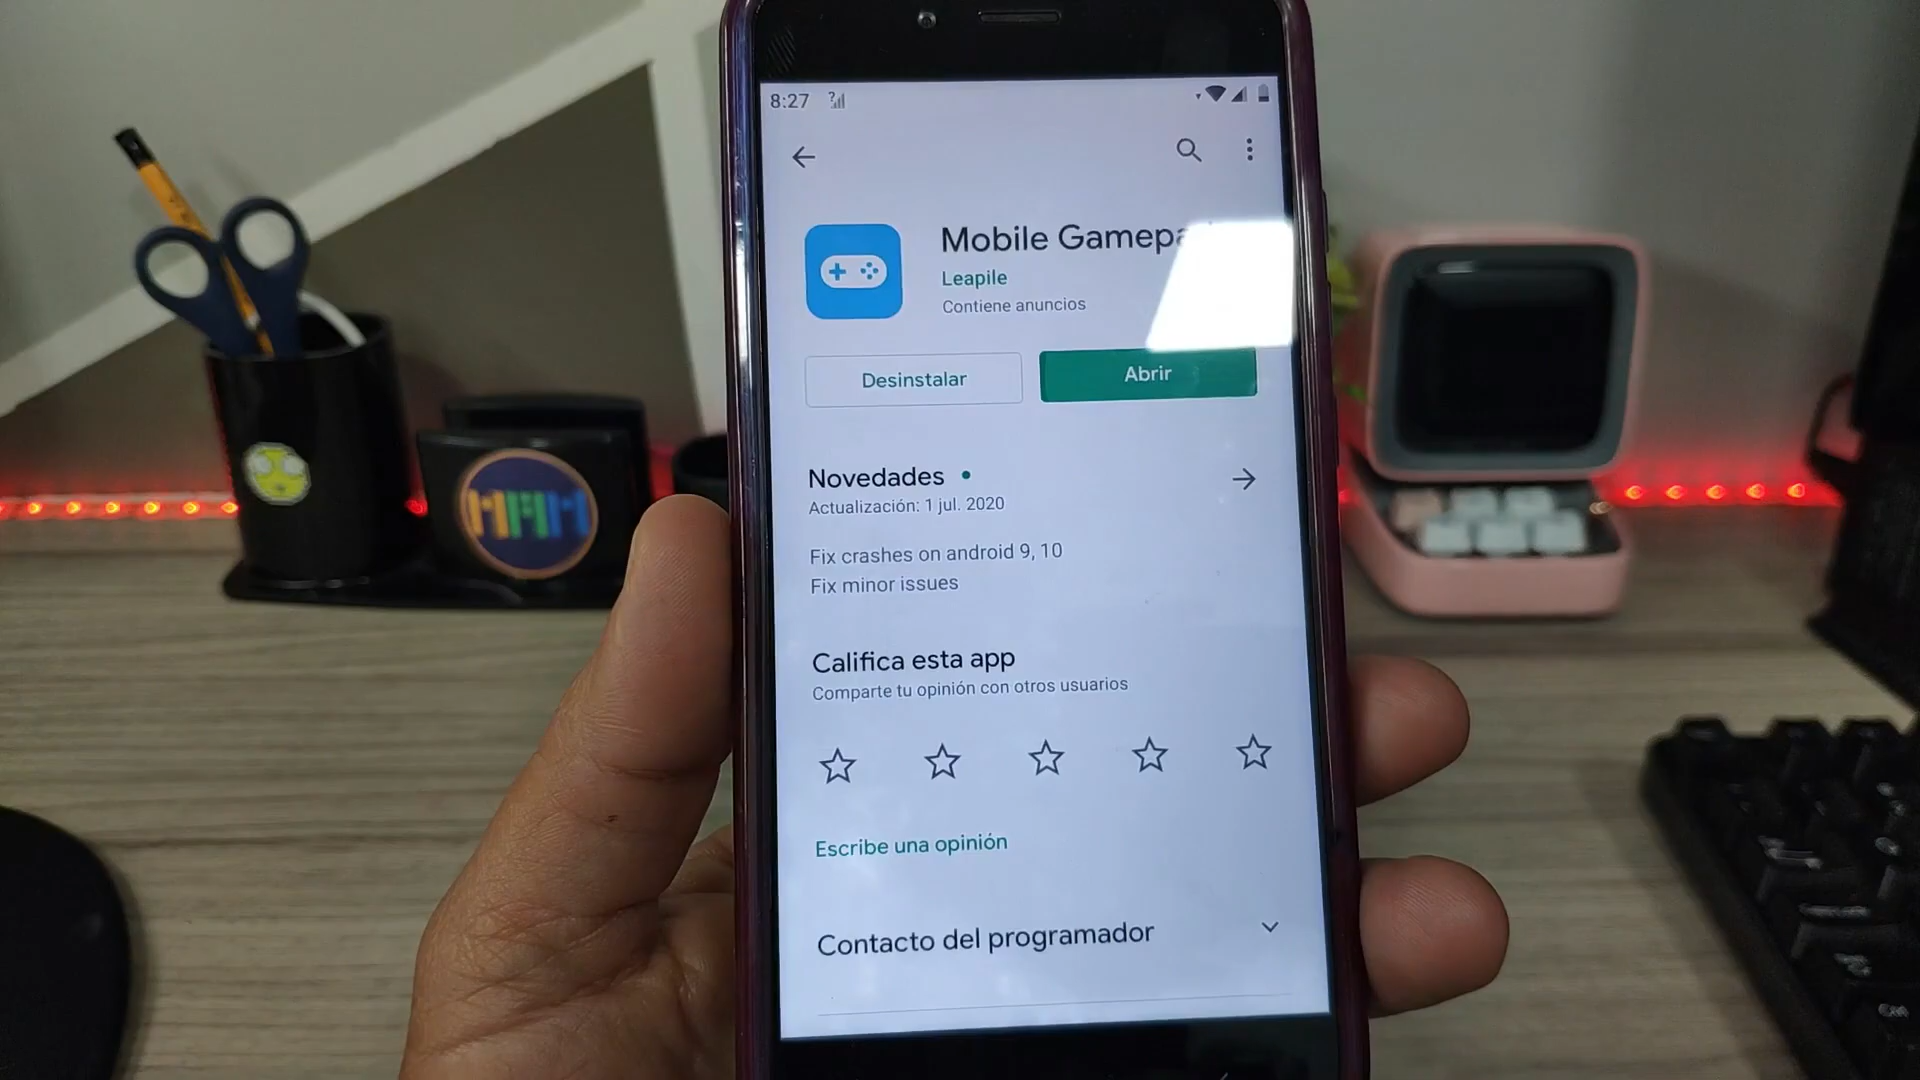 8:27
Mobile Gamepad
Leapile
Contiene anuncios
Desinstalar
Abrir
Novedades
Actualización: 1 jul. 2020
Fix crashes on android 9, 10
Fix minor issues
Califica esta app
Comparte tu opinión con otros usuarios
Escribe una opinión
Contacto del programador